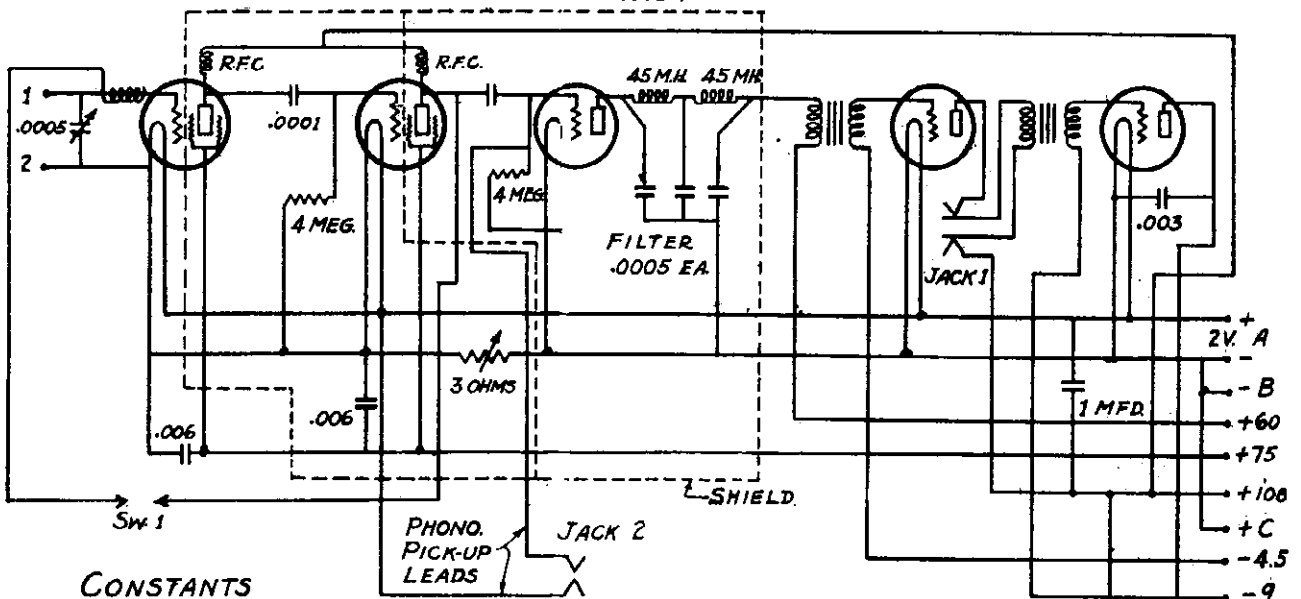 R.F.C.
R.F.C.
45 M.H.
45 MH.
1
.0005
2
.0001
4 MEG.
4 MEG.
FILTER
.0005 EA.
JACK 1
.003
3 OHMS
.006
.006
1 MFD.
+
2V. A
-
- B
+60
+75
+108
+ C
-4.5
-9
SHIELD
SW. 1
PHONO.
PICK-UP
LEADS
JACK 2
CONSTANTS